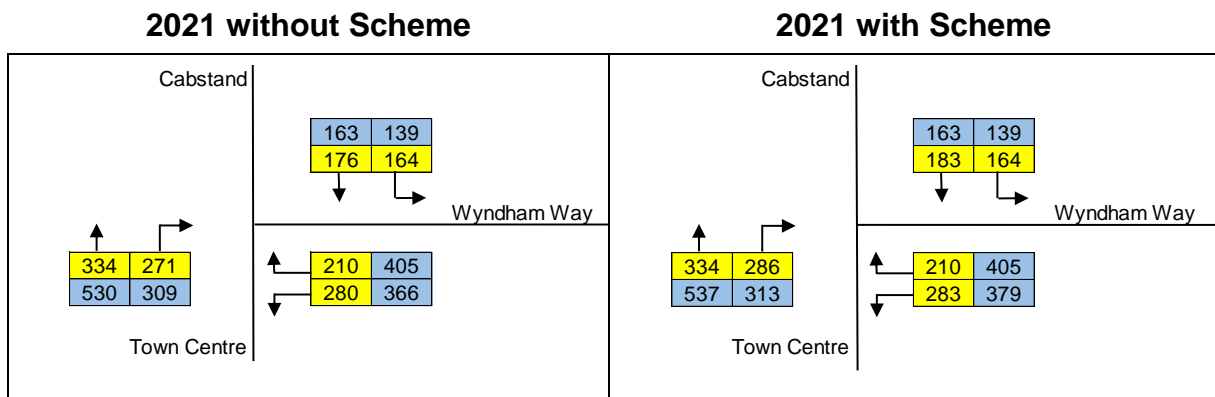 2021 without Scheme
2021 with Scheme
Cabstand
163 139
176 164
Wyndham Way
334 271
530 309
210 405
280 366
Town Centre
Cabstand
163 139
183 164
Wyndham Way
334 286
537 313
210 405
283 379
Town Centre